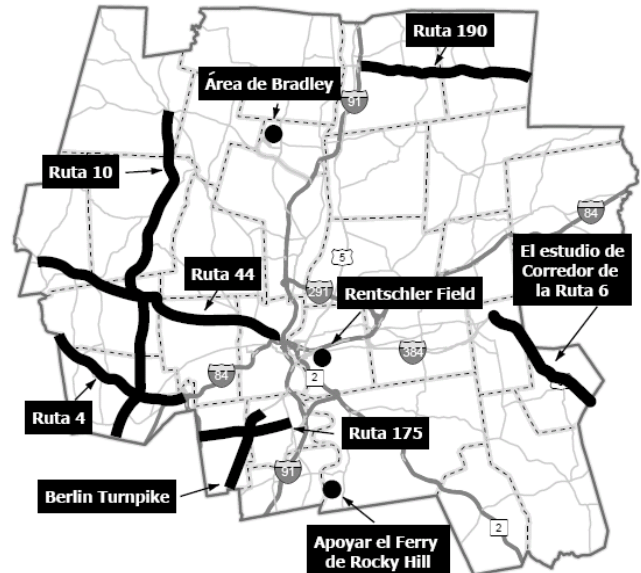 Ruta 190
Área de Bradley
91
Ruta 10
84
El estudio de
Corredor de
la Ruta 6
5
Ruta 44
291
Rentschler Field
384
84
2
Ruta 4
Ruta 175
91
Berlin Turnpike
2
Apoyar el Ferry
de Rocky Hill